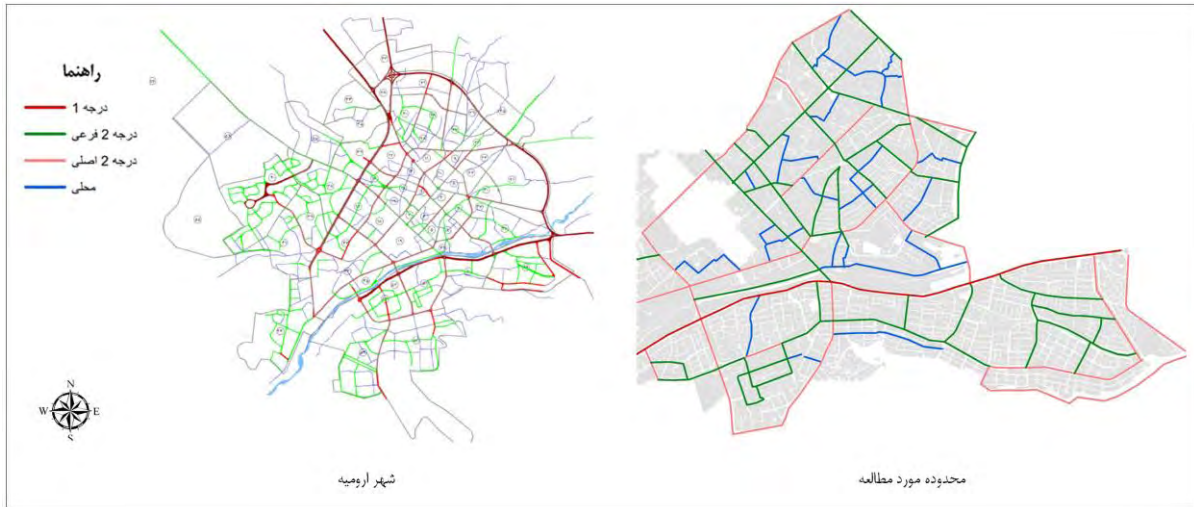 راهنما
درجه 1
درجه 2 فرعی
درجه 2 اصلی
محلی
N
W E
S
شهر ارومیه
محدوده مورد مطالعه